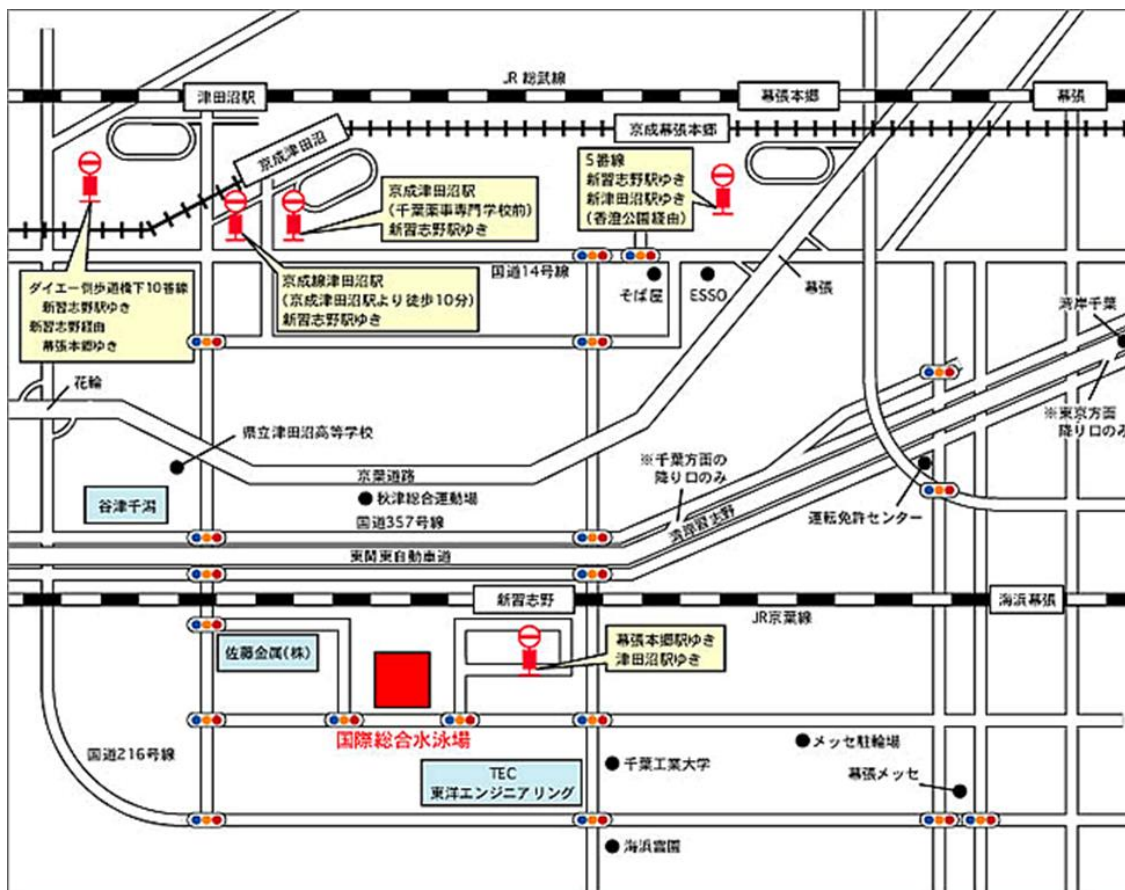 JR 総武線
津田沼駅
幕張本郷
幕張
京成幕張本郷
京成津田沼
5番線
新習志野駅ゆき
新津田沼駅ゆき
(香澄公園経由)
京成津田沼駅
(千葉薬事専門学校前)
新習志野駅ゆき
国道14号線
京成線津田沼駅
(京成津田沼駅より徒歩10分)
新習志野駅ゆき
ダイエー側歩道橋下10番線
新習志野駅ゆき
新習志野経由
幕張本郷ゆき
そば屋
ESSO
幕張
湾岸千葉
花輪
※東京方面
降り口のみ
県立津田沼高等学校
※千葉方面の
降り口のみ
京葉道路
谷津干潟
秋津総合運動場
国道357号線
湾岸習志野
運転免許センター
東関東自動車道
新習志野
海浜幕張
JR京葉線
佐藤金属(株)
幕張本郷駅ゆき
津田沼駅ゆき
国際総合水泳場
国道216号線
メッセ駐輪場
千葉工業大学
TEC
東洋エンジニアリング
幕張メッセ
海浜霊園